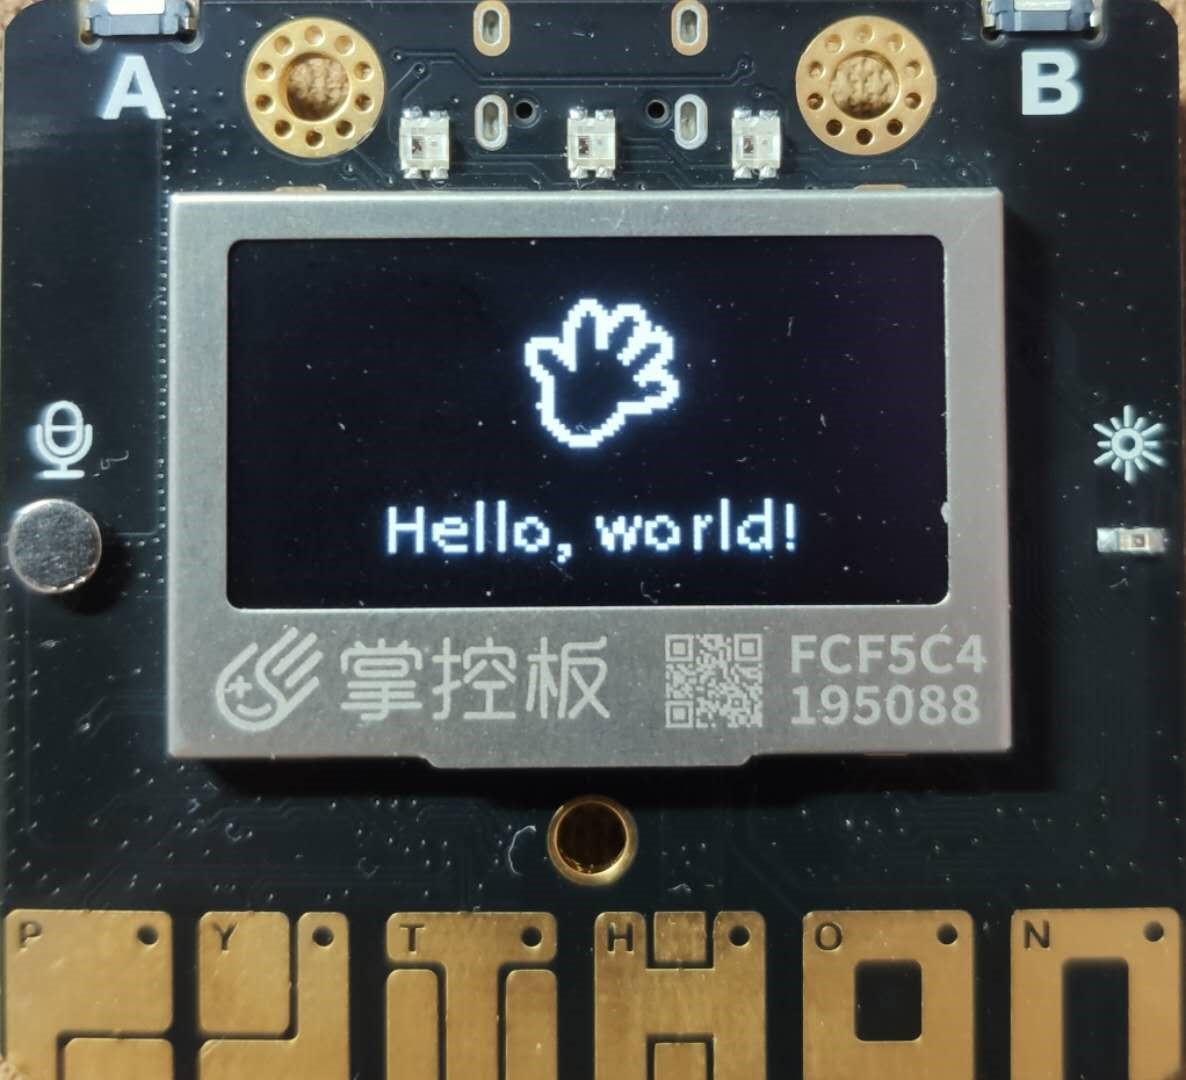 A
B
Hello, world!
掌控板
FCF5C4
195088
P Y T H O N